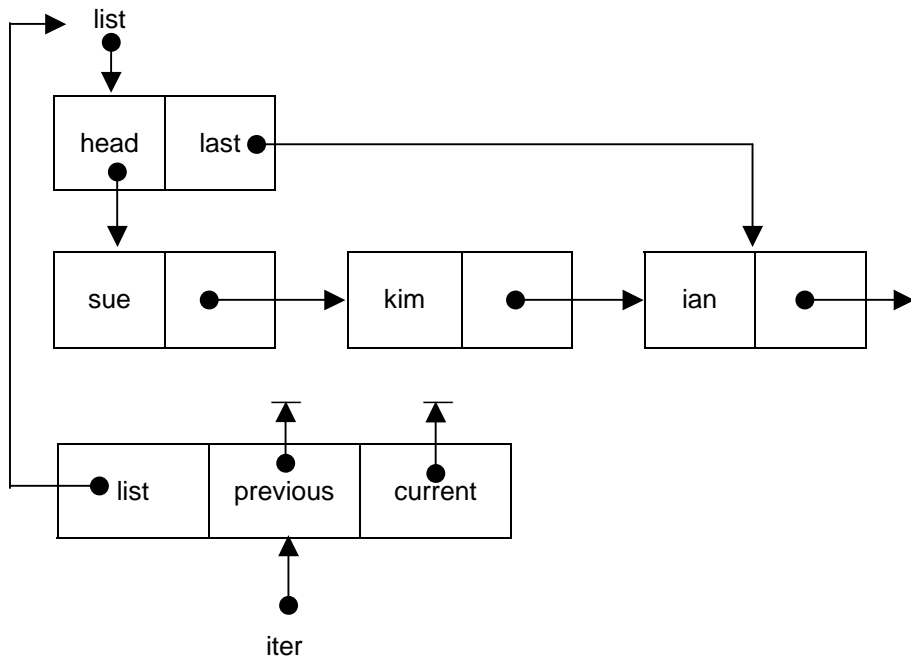 list
head last
sue kim ian
list previous current
iter